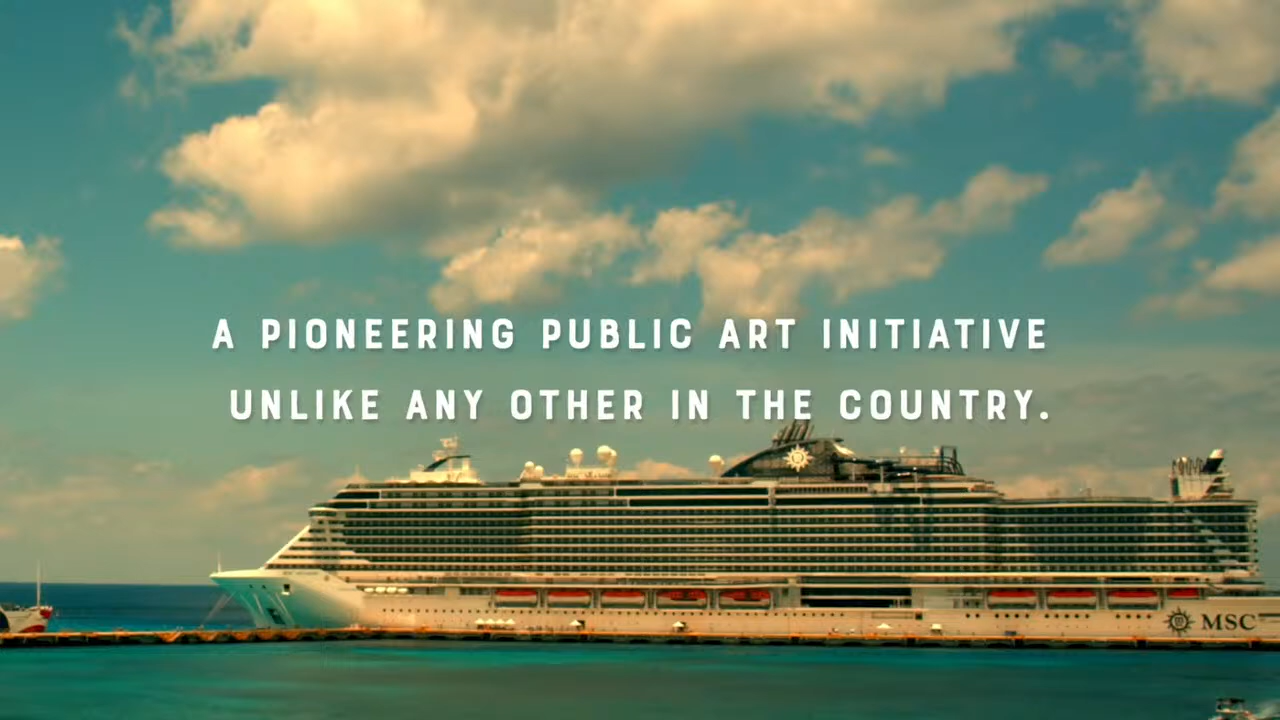 A PIONEERING PUBLIC ART INITIATIVE
UNLIKE ANY OTHER IN THE COUNTRY.
MSC